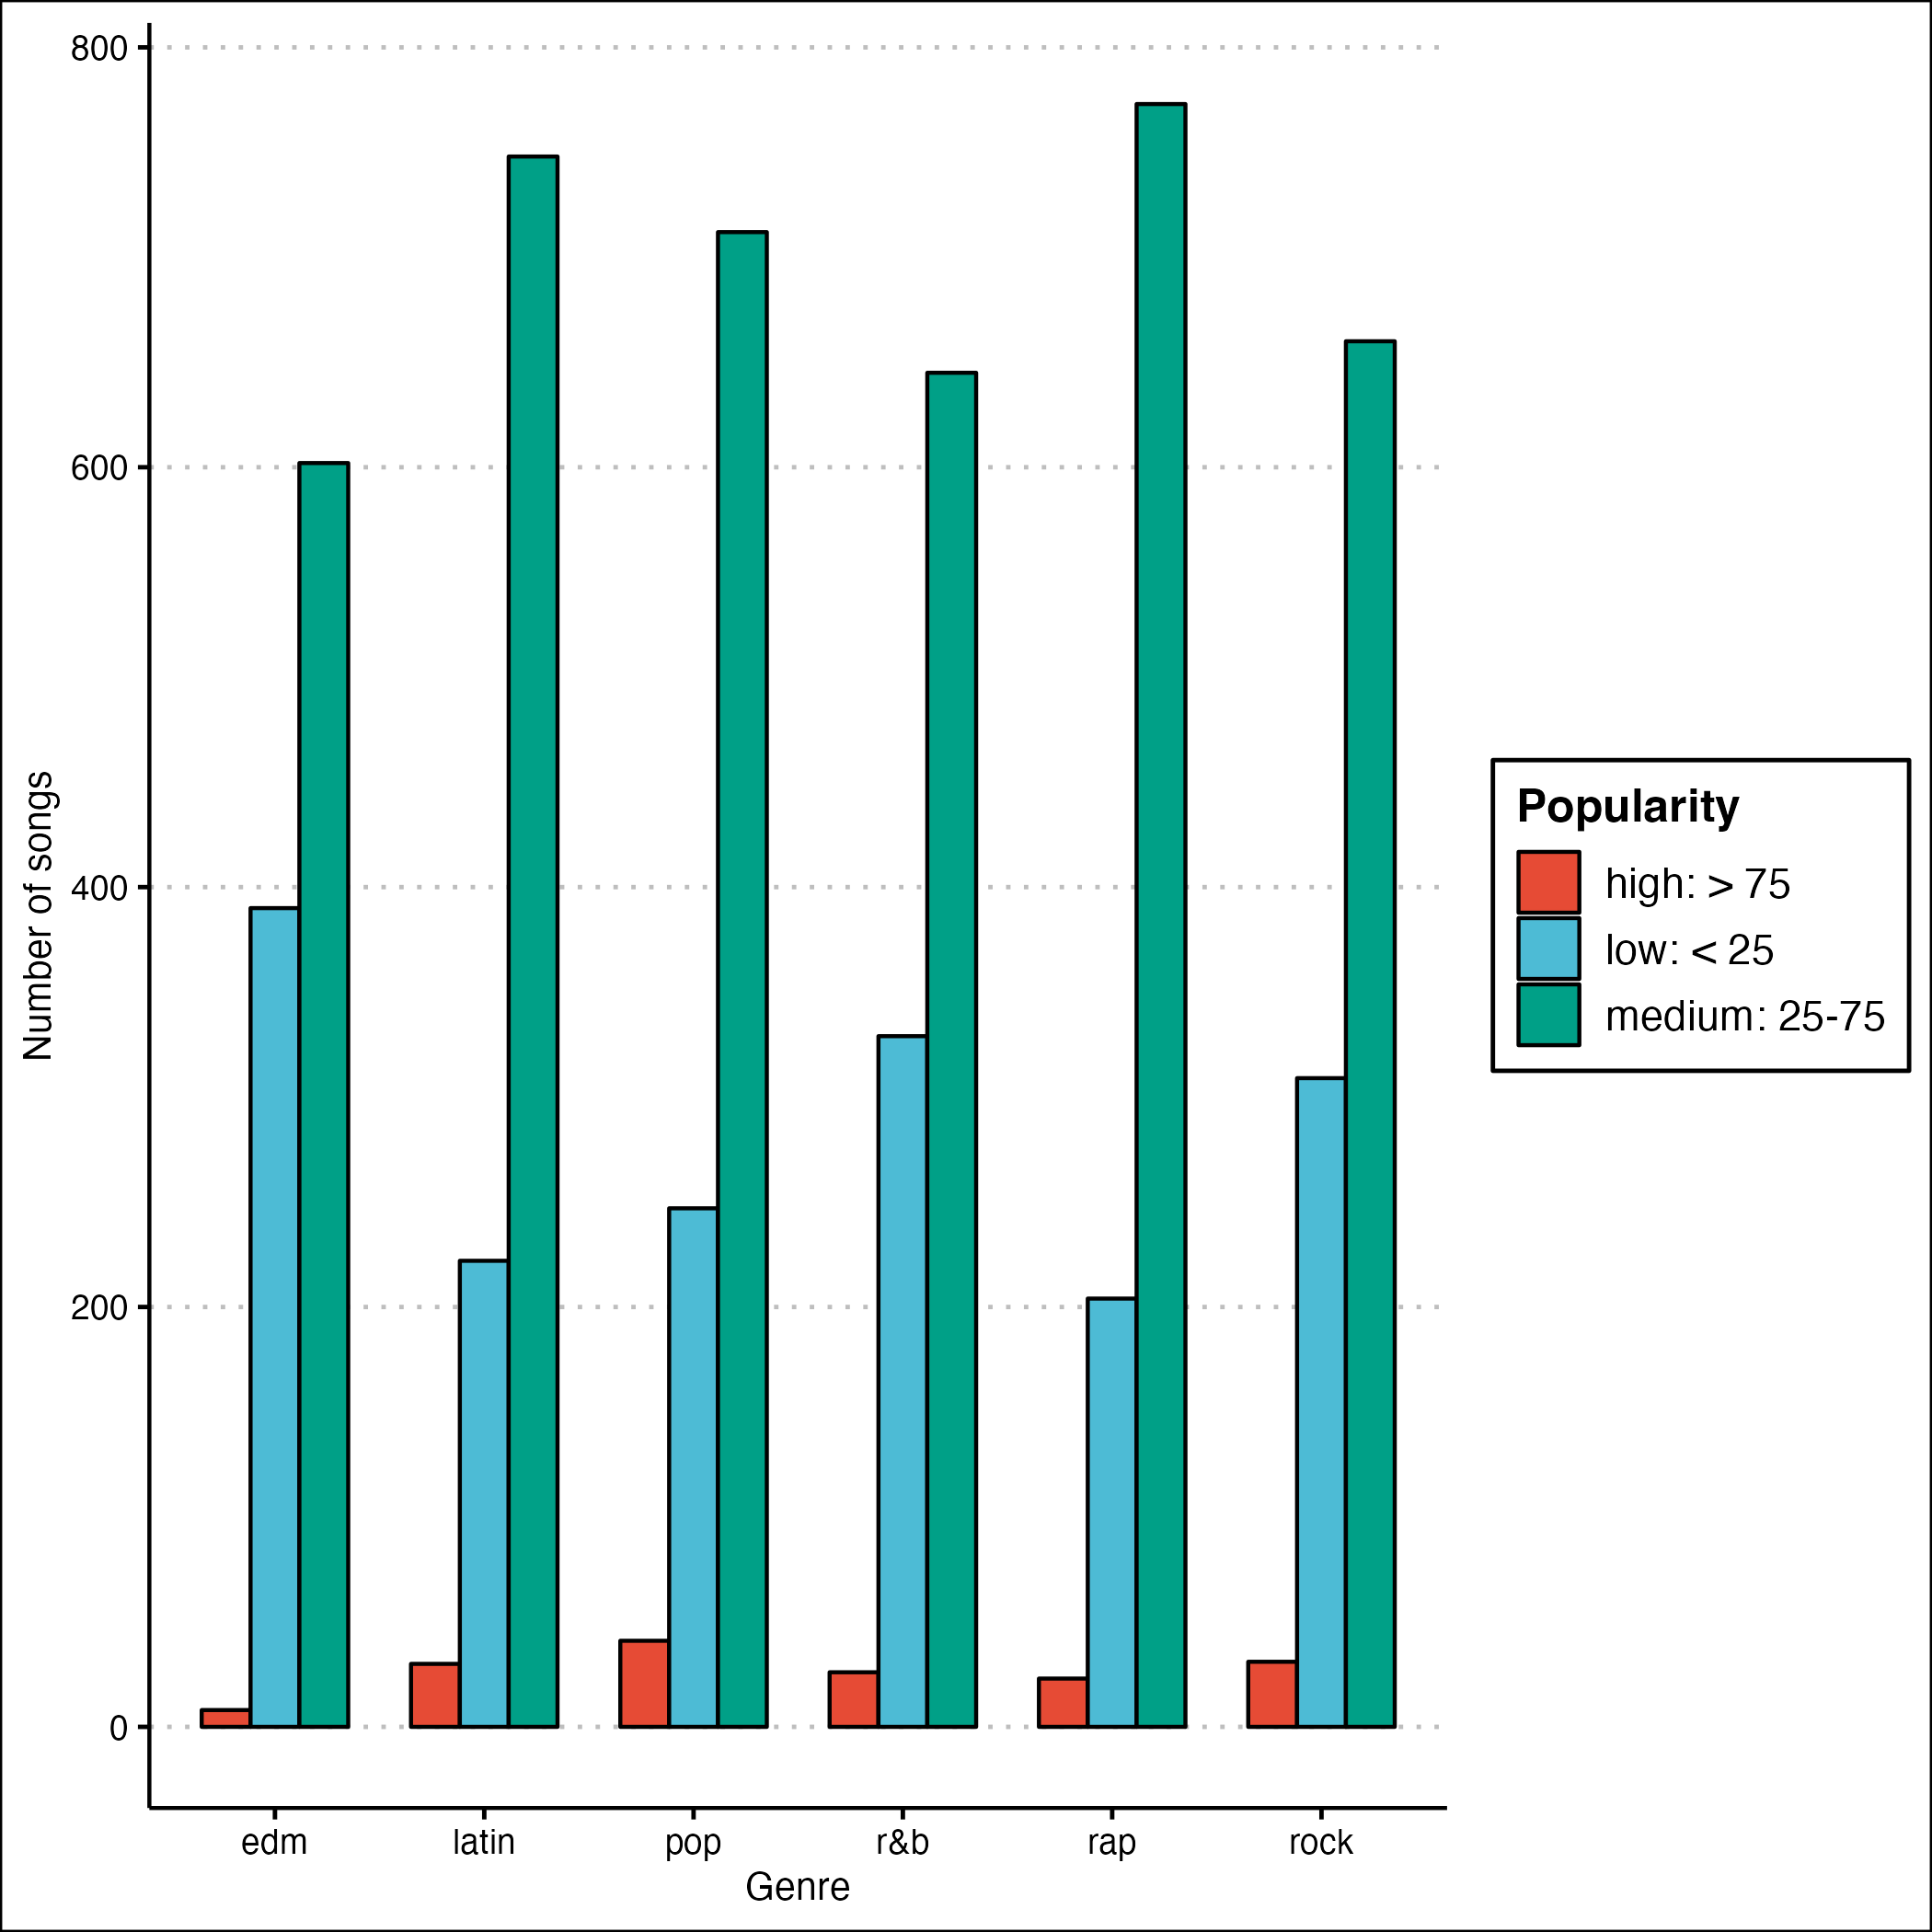 800
600
400
200
0
Number of songs
edm
latin
pop
r&b
rap
rock
Genre
Popularity
high: > 75
low: < 25
medium: 25-75